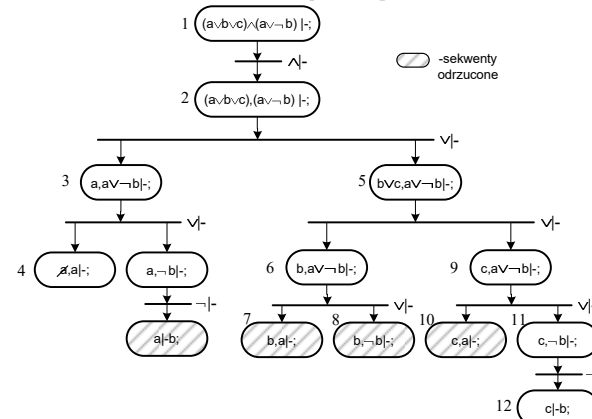 1 (a∨b∨c)∧(a∨¬ b) |-;
-sekwenty
odrzucone
∧|-
2 (a∨b∨c),(a∨¬ b) |-;
∨|-
3 a,a∨¬ b|-;
5 b∨c,a∨¬ b|-;
∨|-
∨|-
4 a,a|-;
a,¬ b|-;
6 b,a∨¬ b|-;
9 c,a∨¬ b|-;
¬|-
∨|-
∨|-
a|-b;
7 b,a|-;
8 b,¬ b|-;
10 c,a|-;
11 c,¬ b|-;
12 c|-b;